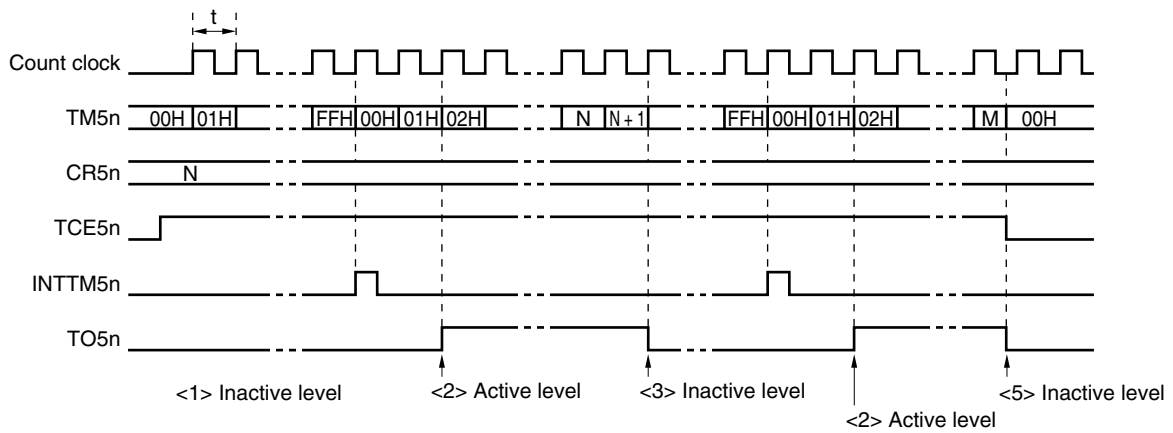 t
Count clock
TM5n 00H 01H FFH 00H 01H 02H N N + 1 FFH 00H 01H 02H M 00H
CR5n N
TCE5n
INTTM5n
TO5n
<1> Inactive level <2> Active level <3> Inactive level <5> Inactive level
<2> Active level